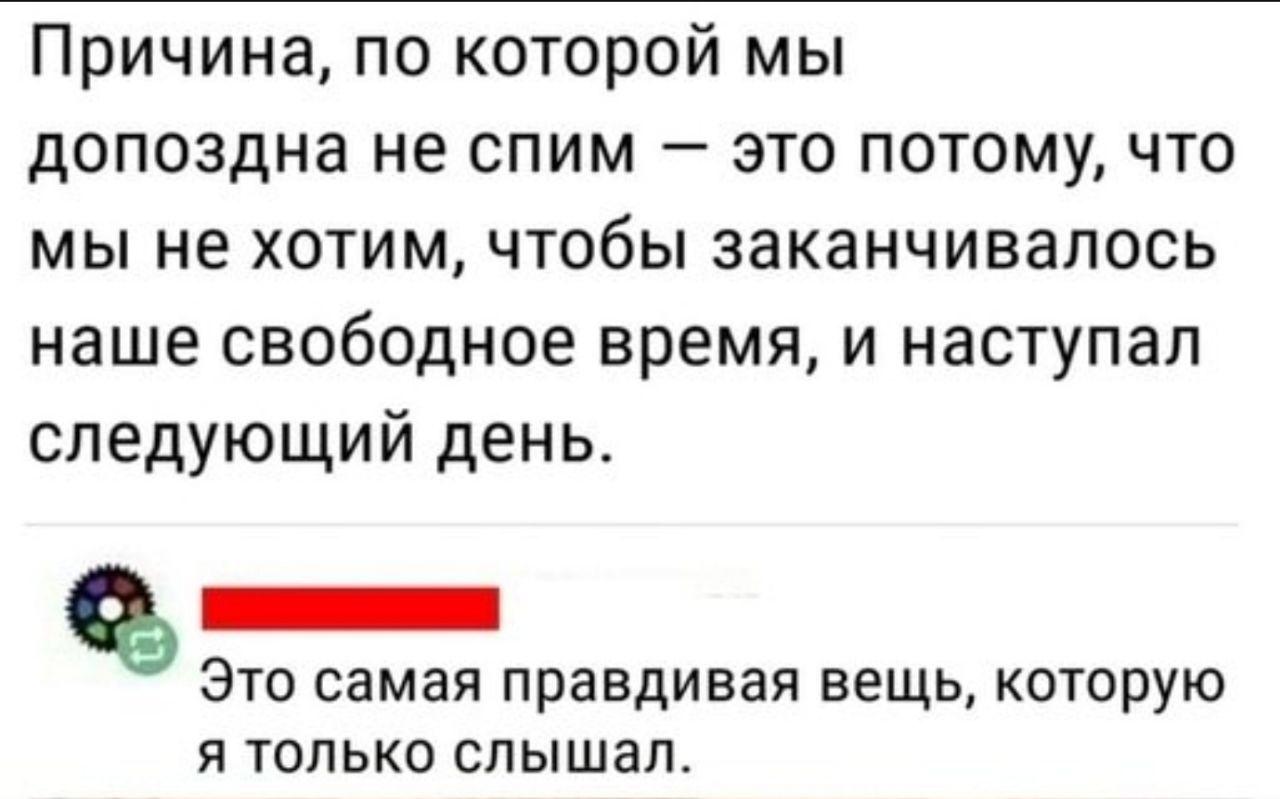 Причина, по которой мы
допоздна не спим – это потому, что
мы не хотим, чтобы заканчивалось
наше свободное время, и наступал
следующий день.
Это самая правдивая вещь, которую
я только слышал.